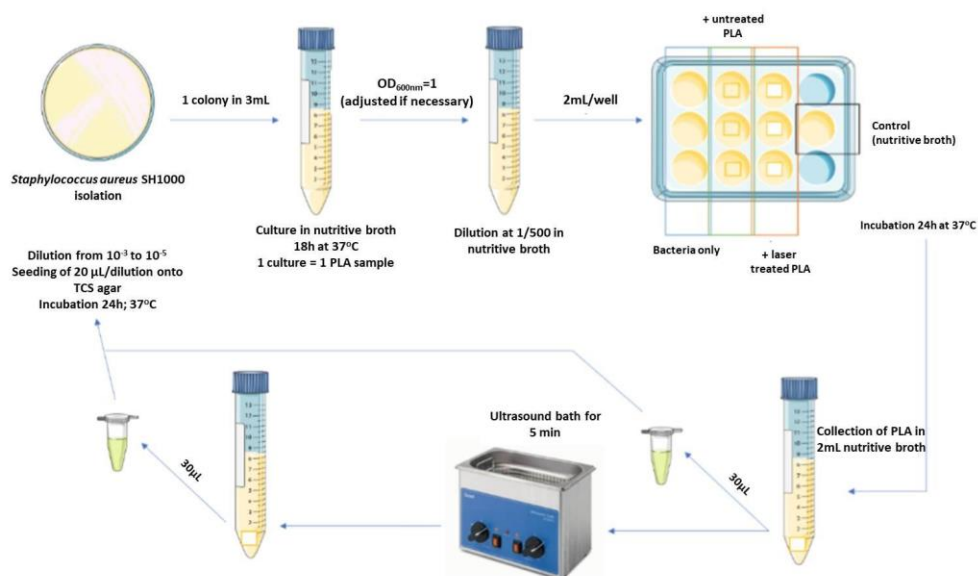 + untreated
PLA
1 colony in 3mL
OD600nm=1
(adjusted if necessary)
2mL/well
Control
(nutritive broth)
Staphylococcus aureus SH1000
isolation
Culture in nutritive broth
18h at 37oC
1 culture = 1 PLA sample
Dilution at 1/500 in
nutritive broth
Bacteria only
+ laser
treated PLA
Incubation 24h at 37oC
Dilution from 10-3 to 10-5
Seeding of 20 µL/dilution onto
TCS agar
Incubation 24h; 37oC
30µL
Ultrasound bath for
5 min
30µL
Collection of PLA in
2mL nutritive broth